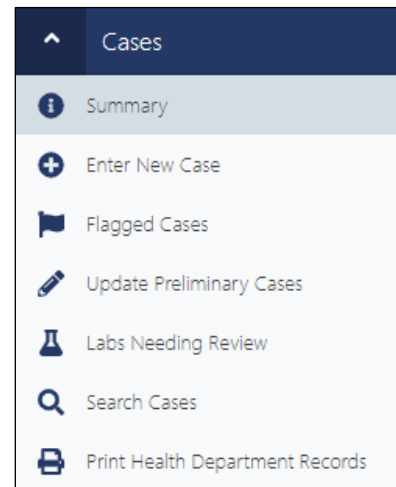 Cases
Summary
Enter New Case
Flagged Cases
Update Preliminary Cases
Labs Needing Review
Search Cases
Print Health Department Records